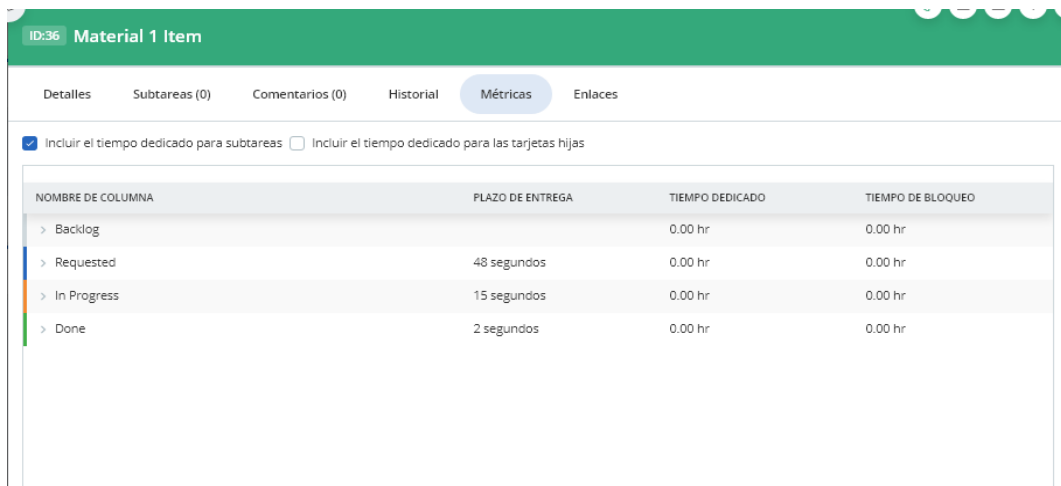 ID:36 Material 1 Item
Detalles Subtareas (0) Comentarios (0) Historial Métricas Enlaces
Incluir el tiempo dedicado para subtareas Incluir el tiempo dedicado para las tarjetas hijas
NOMBRE DE COLUMNA PLAZO DE ENTREGA TIEMPO DEDICADO TIEMPO DE BLOQUEO
Backlog 0.00 hr 0.00 hr
Requested 48 segundos 0.00 hr 0.00 hr
In Progress 15 segundos 0.00 hr 0.00 hr
Done 2 segundos 0.00 hr 0.00 hr